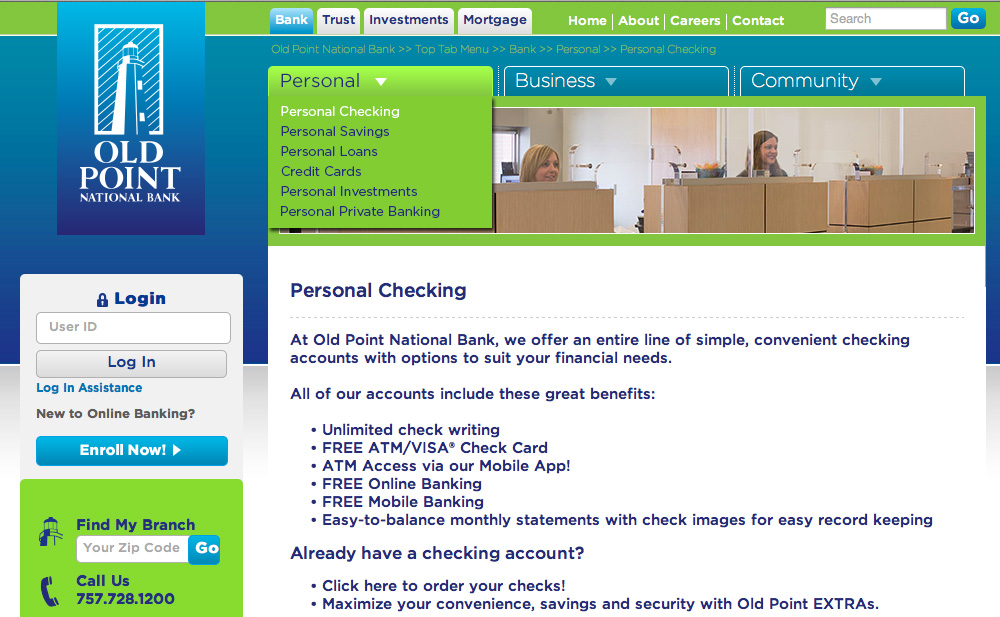 Bank Trust Investments Mortgage Home About Careers Contact Search Go
Old Point National Bank >> Top Tab Menu >> Bank >> Personal >> Personal Checking
OLD
POINT
NATIONAL BANK
Personal Business Community
Personal Checking
Personal Savings
Personal Loans
Credit Cards
Personal Investments
Personal Private Banking
Login
User ID
Log In
Log In Assistance
New to Online Banking?
Enroll Now!
Find My Branch
Your Zip Code Go
Call Us
757.728.1200
Personal Checking
At Old Point National Bank, we offer an entire line of simple, convenient checking
accounts with options to suit your financial needs.
All of our accounts include these great benefits:
• Unlimited check writing
• FREE ATM/VISA® Check Card
• ATM Access via our Mobile App!
• FREE Online Banking
• FREE Mobile Banking
• Easy-to-balance monthly statements with check images for easy record keeping
Already have a checking account?
• Click here to order your checks!
• Maximize your convenience, savings and security with Old Point EXTRAs.